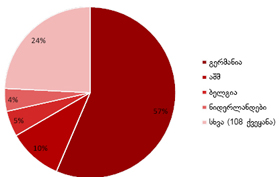 24%
4%
5%
10%
57%
გერმანია
აშშ
ბელგია
ნიდერლანდები
სხვა (108 ქვეყანა)